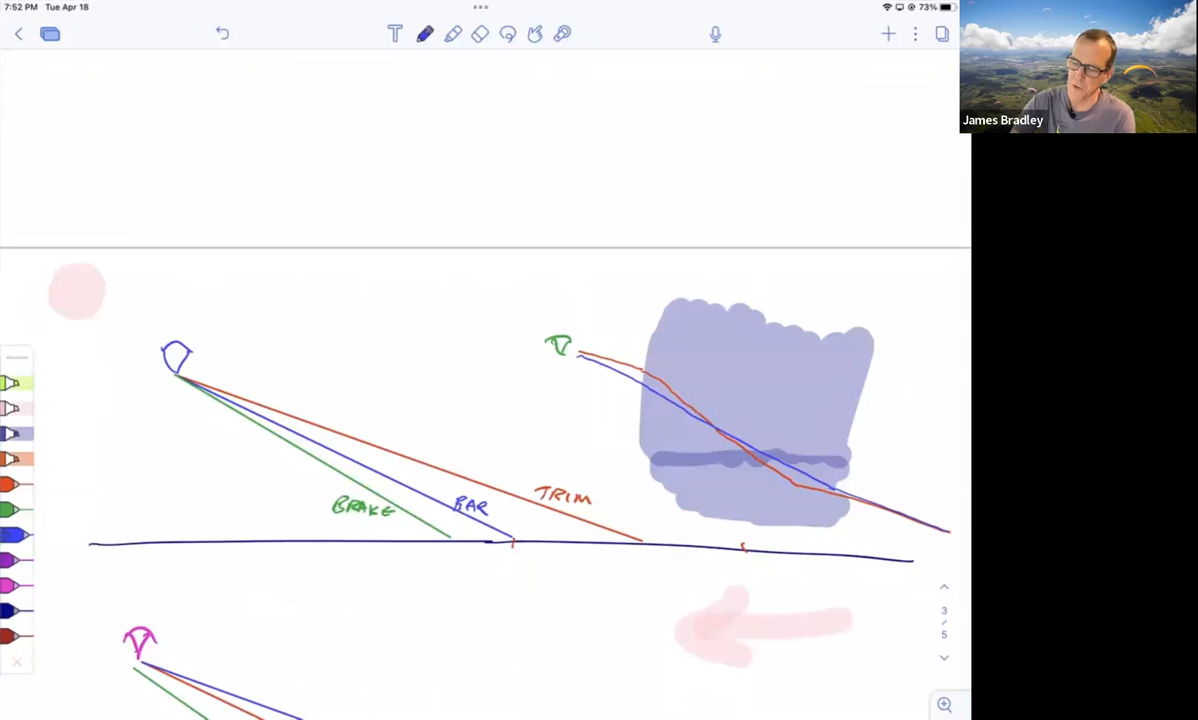 7:52 PM Tue Apr 18
73%
T
James Bradley
BRAKE
BAR
TRIM
3
/
5